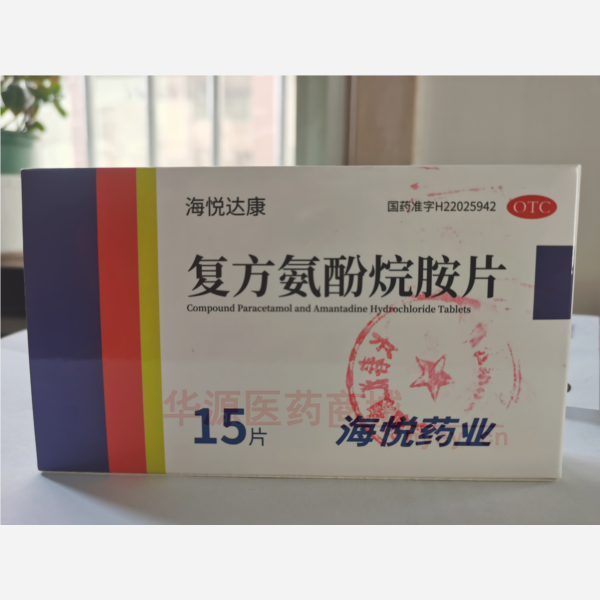 海悦达康
国药准字H22025942
OTC
复方氨酚烷胺片
Compound Paracetamol and Amantadine Hydrochloride Tablets
华源医药商城
15片
海悦药业